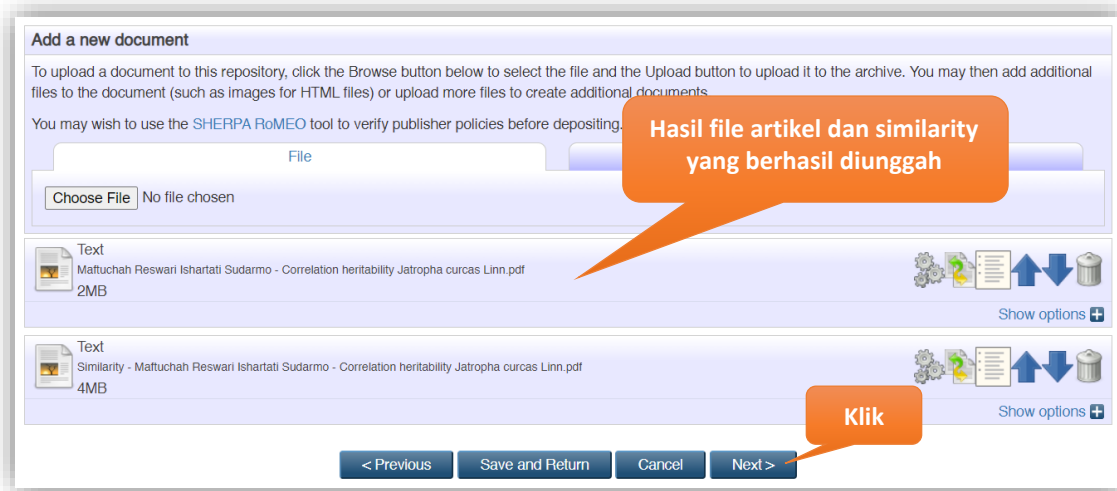 Add a new document
To upload a document to this repository, click the Browse button below to select the file and the Upload button to upload it to the archive. You may then add additional
files to the document (such as images for HTML files) or upload more files to create additional documents.
You may wish to use the SHERPA RoMEO tool to verify publisher policies before depositing.
Hasil file artikel dan similarity
yang berhasil diunggah
File
Choose File No file chosen
Text
Maftuchah Reswari Ishartati Sudarmo - Correlation heritability Jatropha curcas Linn.pdf
2MB
Show options
Text
Similarity - Maftuchah Reswari Ishartati Sudarmo - Correlation heritability Jatropha curcas Linn.pdf
4MB
Show options
Klik
< Previous
Save and Return
Cancel
Next >